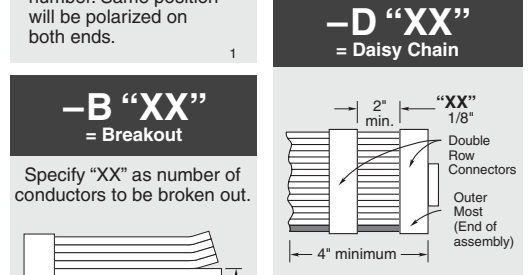 number. Same position
will be polarized on
both ends.
1
–B “XX”
= Breakout
Specify “XX” as number of
conductors to be broken out.
–D “XX”
= Daisy Chain
2"
min.
“XX”
1/8"
Double
Row
Connectors
Outer
Most
(End of
assembly)
4" minimum